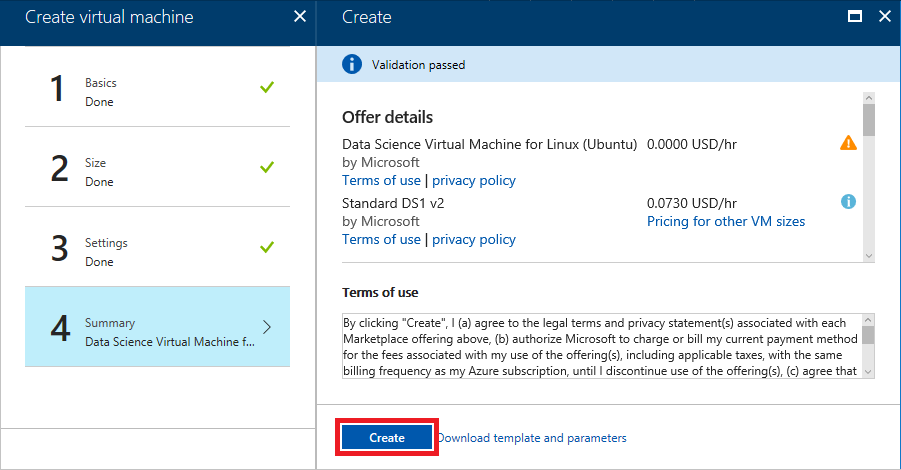 Create virtual machine
1
Basics
Done
2
Size
Done
3
Settings
Done
4
Summary
Data Science Virtual Machine f...
Create
Validation passed
Offer details
Data Science Virtual Machine for Linux (Ubuntu) 0.0000 USD/hr
by Microsoft
Terms of use | privacy policy
Standard DS1 v2 0.0730 USD/hr
by Microsoft Pricing for other VM sizes
Terms of use | privacy policy
Terms of use
By clicking "Create", I (a) agree to the legal terms and privacy statement(s) associated with each
Marketplace offering above, (b) authorize Microsoft to charge or bill my current payment method
for the fees associated with my use of the offering(s), including applicable taxes, with the same
billing frequency as my Azure subscription, until I discontinue use of the offering(s), (c) agree that
Create Download template and parameters